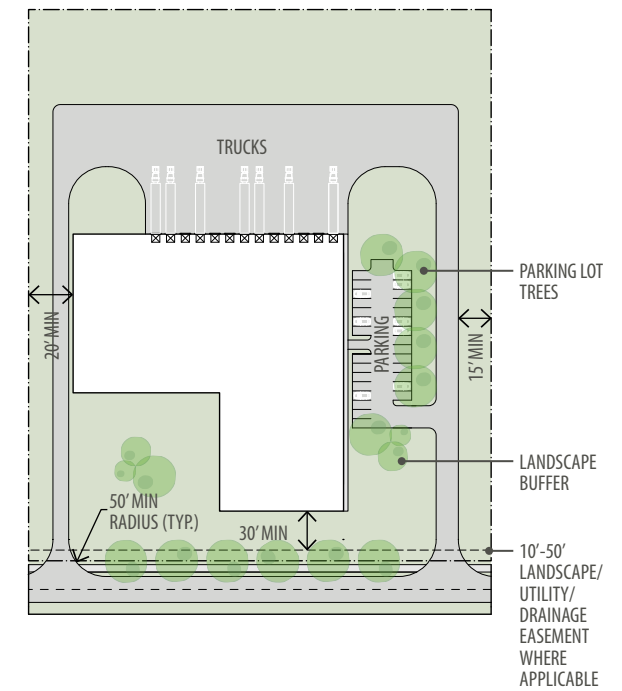 TRUCKS
PARKING LOT
TREES
20' MIN
PARKING
15' MIN
LANDSCAPE
BUFFER
50' MIN
RADIUS (TYP.)
30' MIN
10'-50'
LANDSCAPE/
UTILITY/
DRAINAGE
EASEMENT
WHERE
APPLICABLE